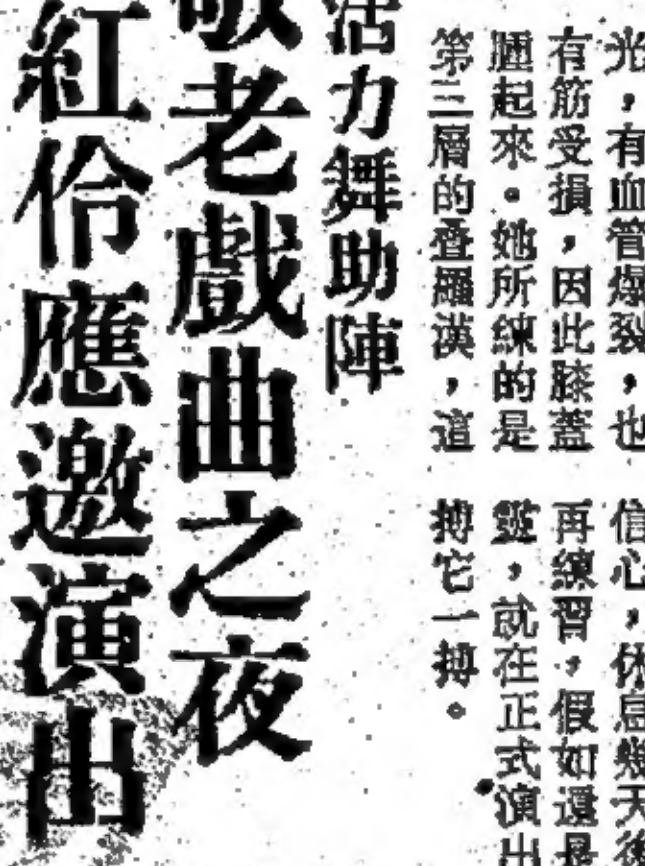 光，有血管爆裂，也
有筋受損，因此膝蓋
腫起來。她所練的是
第三層的叠羅漢，這
信心，休息幾天後
再練習，假如還是
靈，就在正式演出
搏它一搏。
活力舞助陣
敬老戲曲之夜
紅伶應邀演出